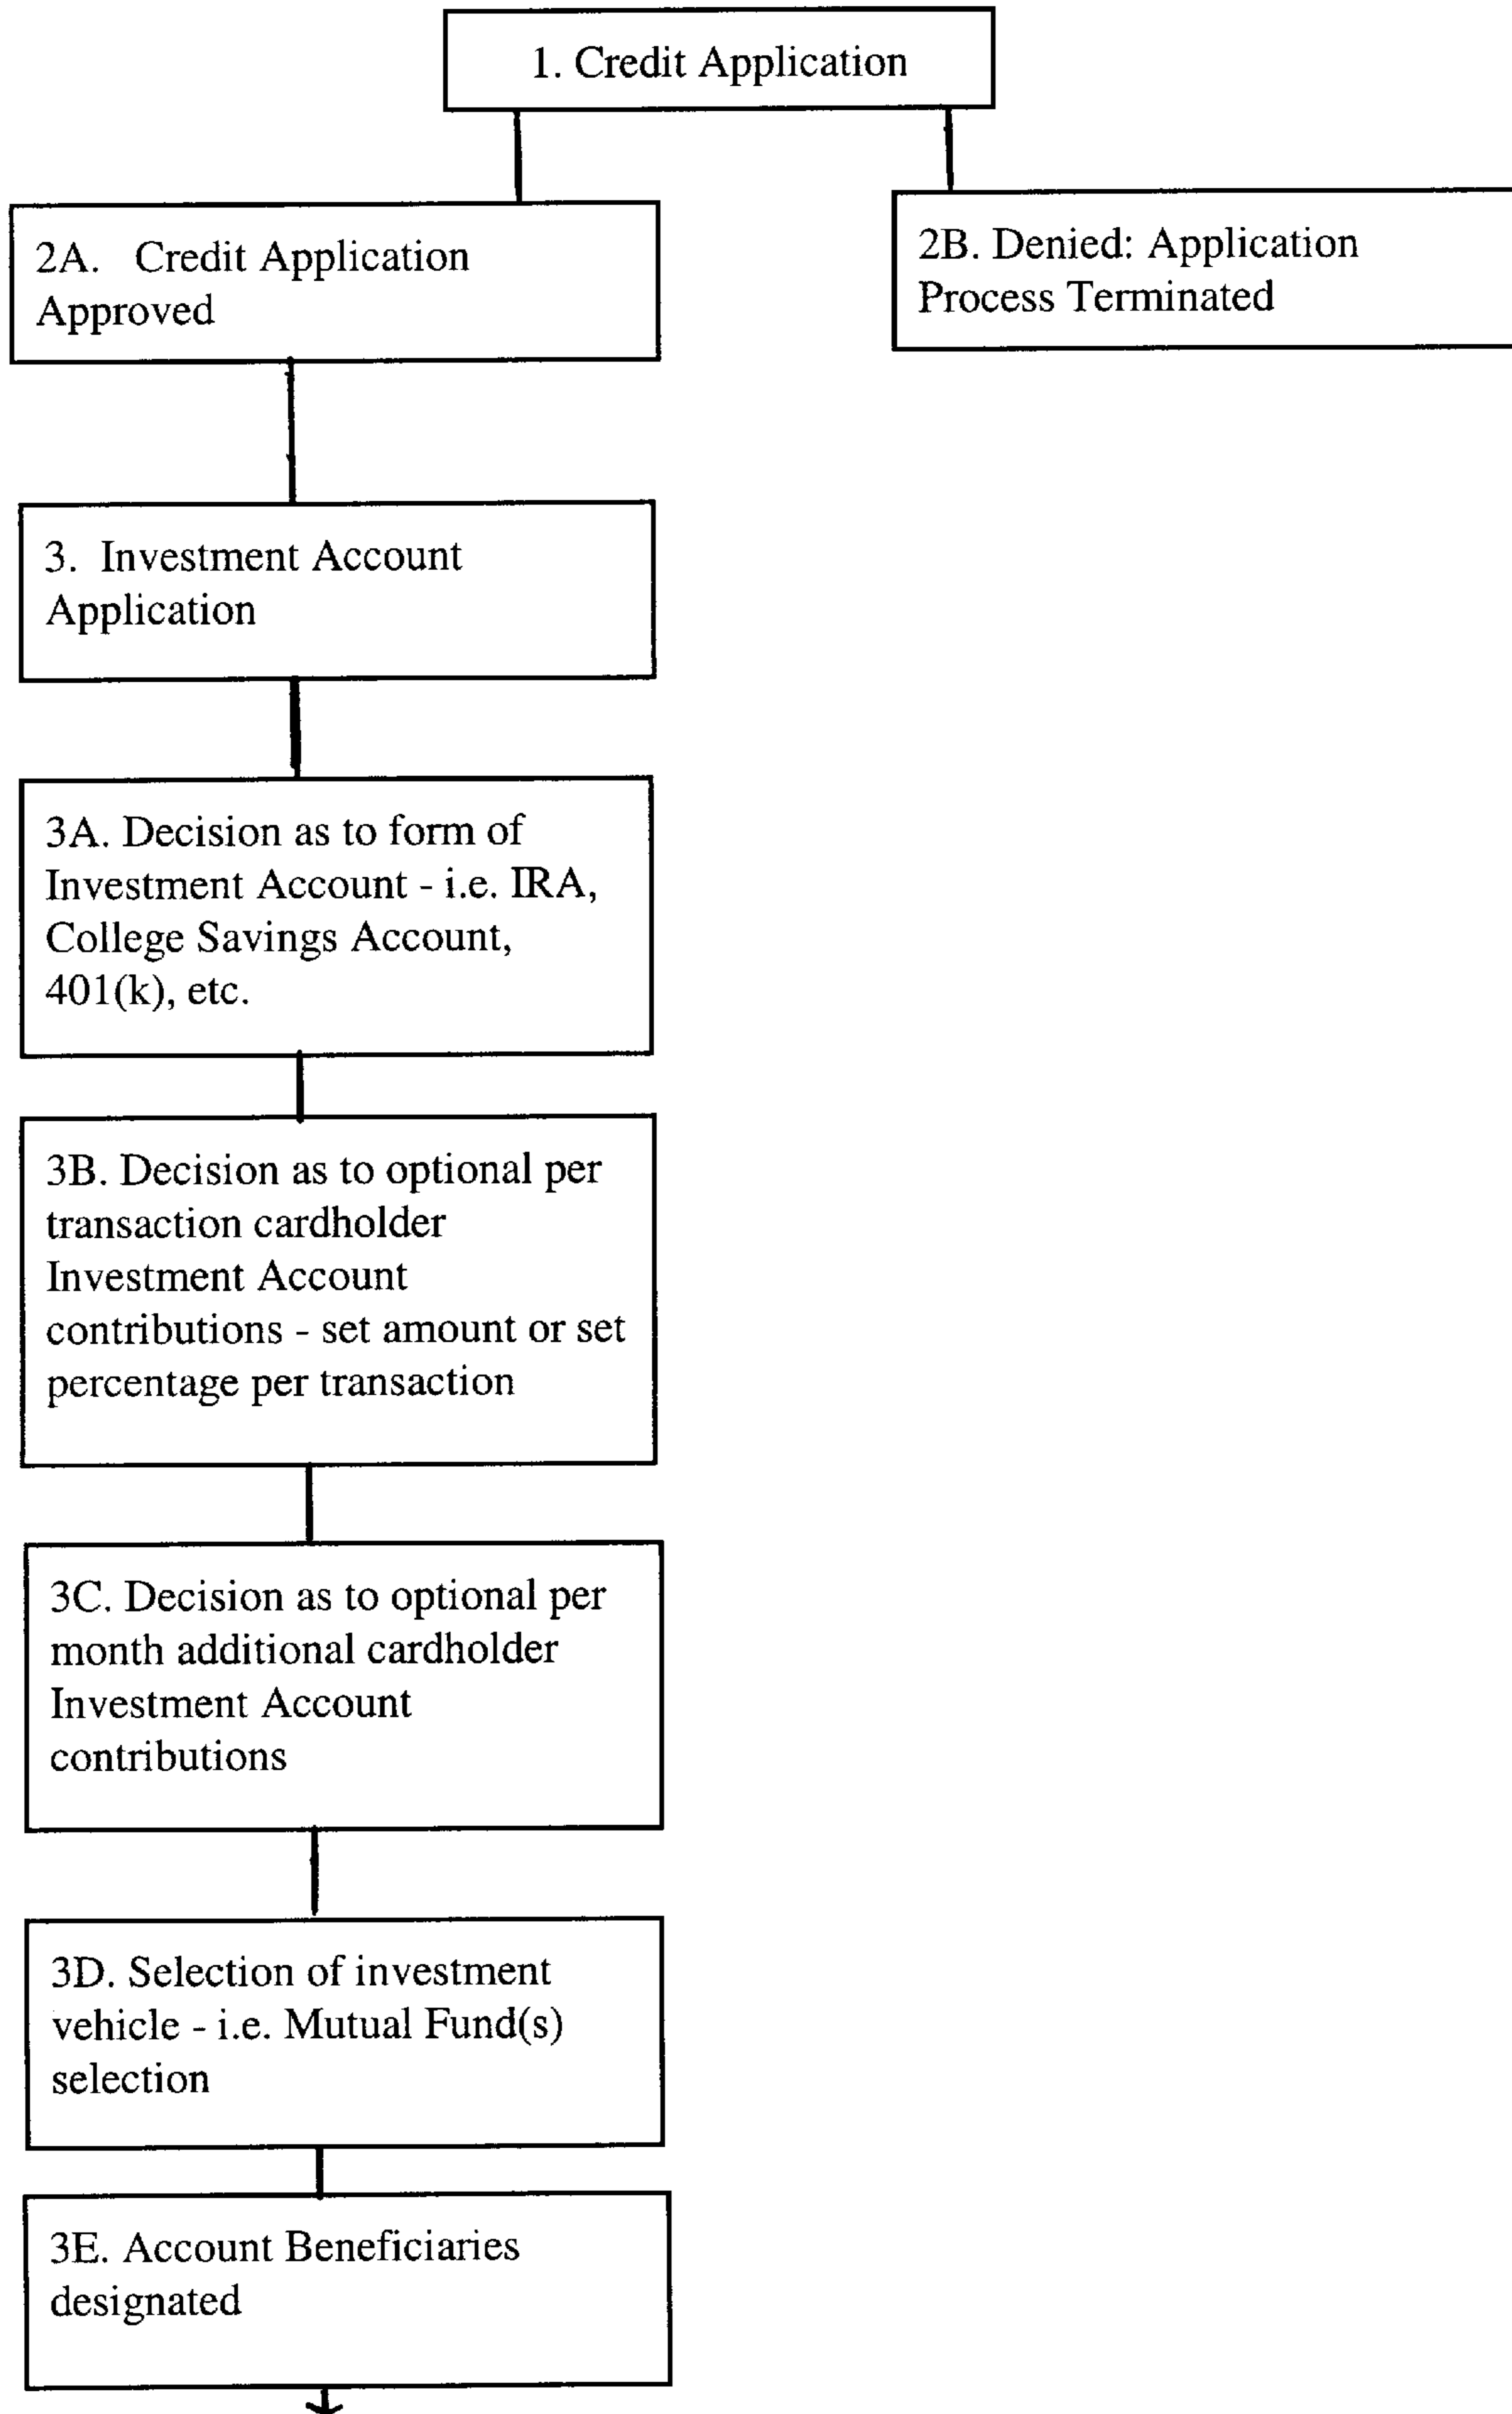 1. Credit Application
2A. Credit Application
Approved
2B. Denied: Application
Process Terminated
3. Investment Account
Application
3A. Decision as to form of
Investment Account - i.e. IRA,
College Savings Account,
401(k), etc.
3B. Decision as to optional per
transaction cardholder
Investment Account
contributions - set amount or set
percentage per transaction
3C. Decision as to optional per
month additional cardholder
Investment Account
contributions
3D. Selection of investment
vehicle - i.e. Mutual Fund(s)
selection
3E. Account Beneficiaries
designated